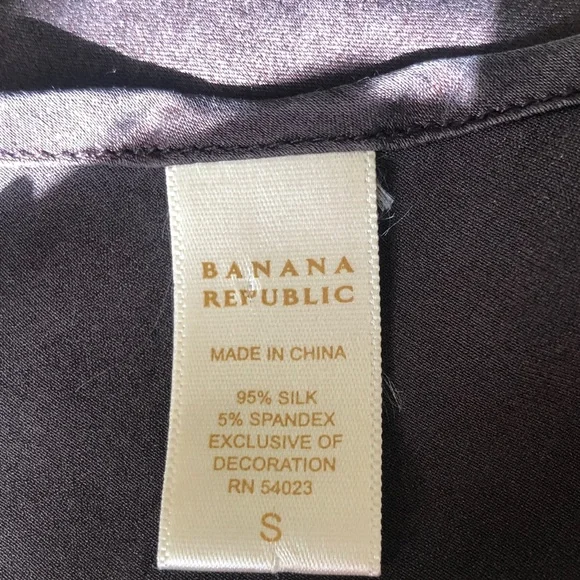 BANANA
REPUBLIC
MADE IN CHINA
95% SILK
5% SPANDEX
EXCLUSIVE OF
DECORATION
RN 54023
S